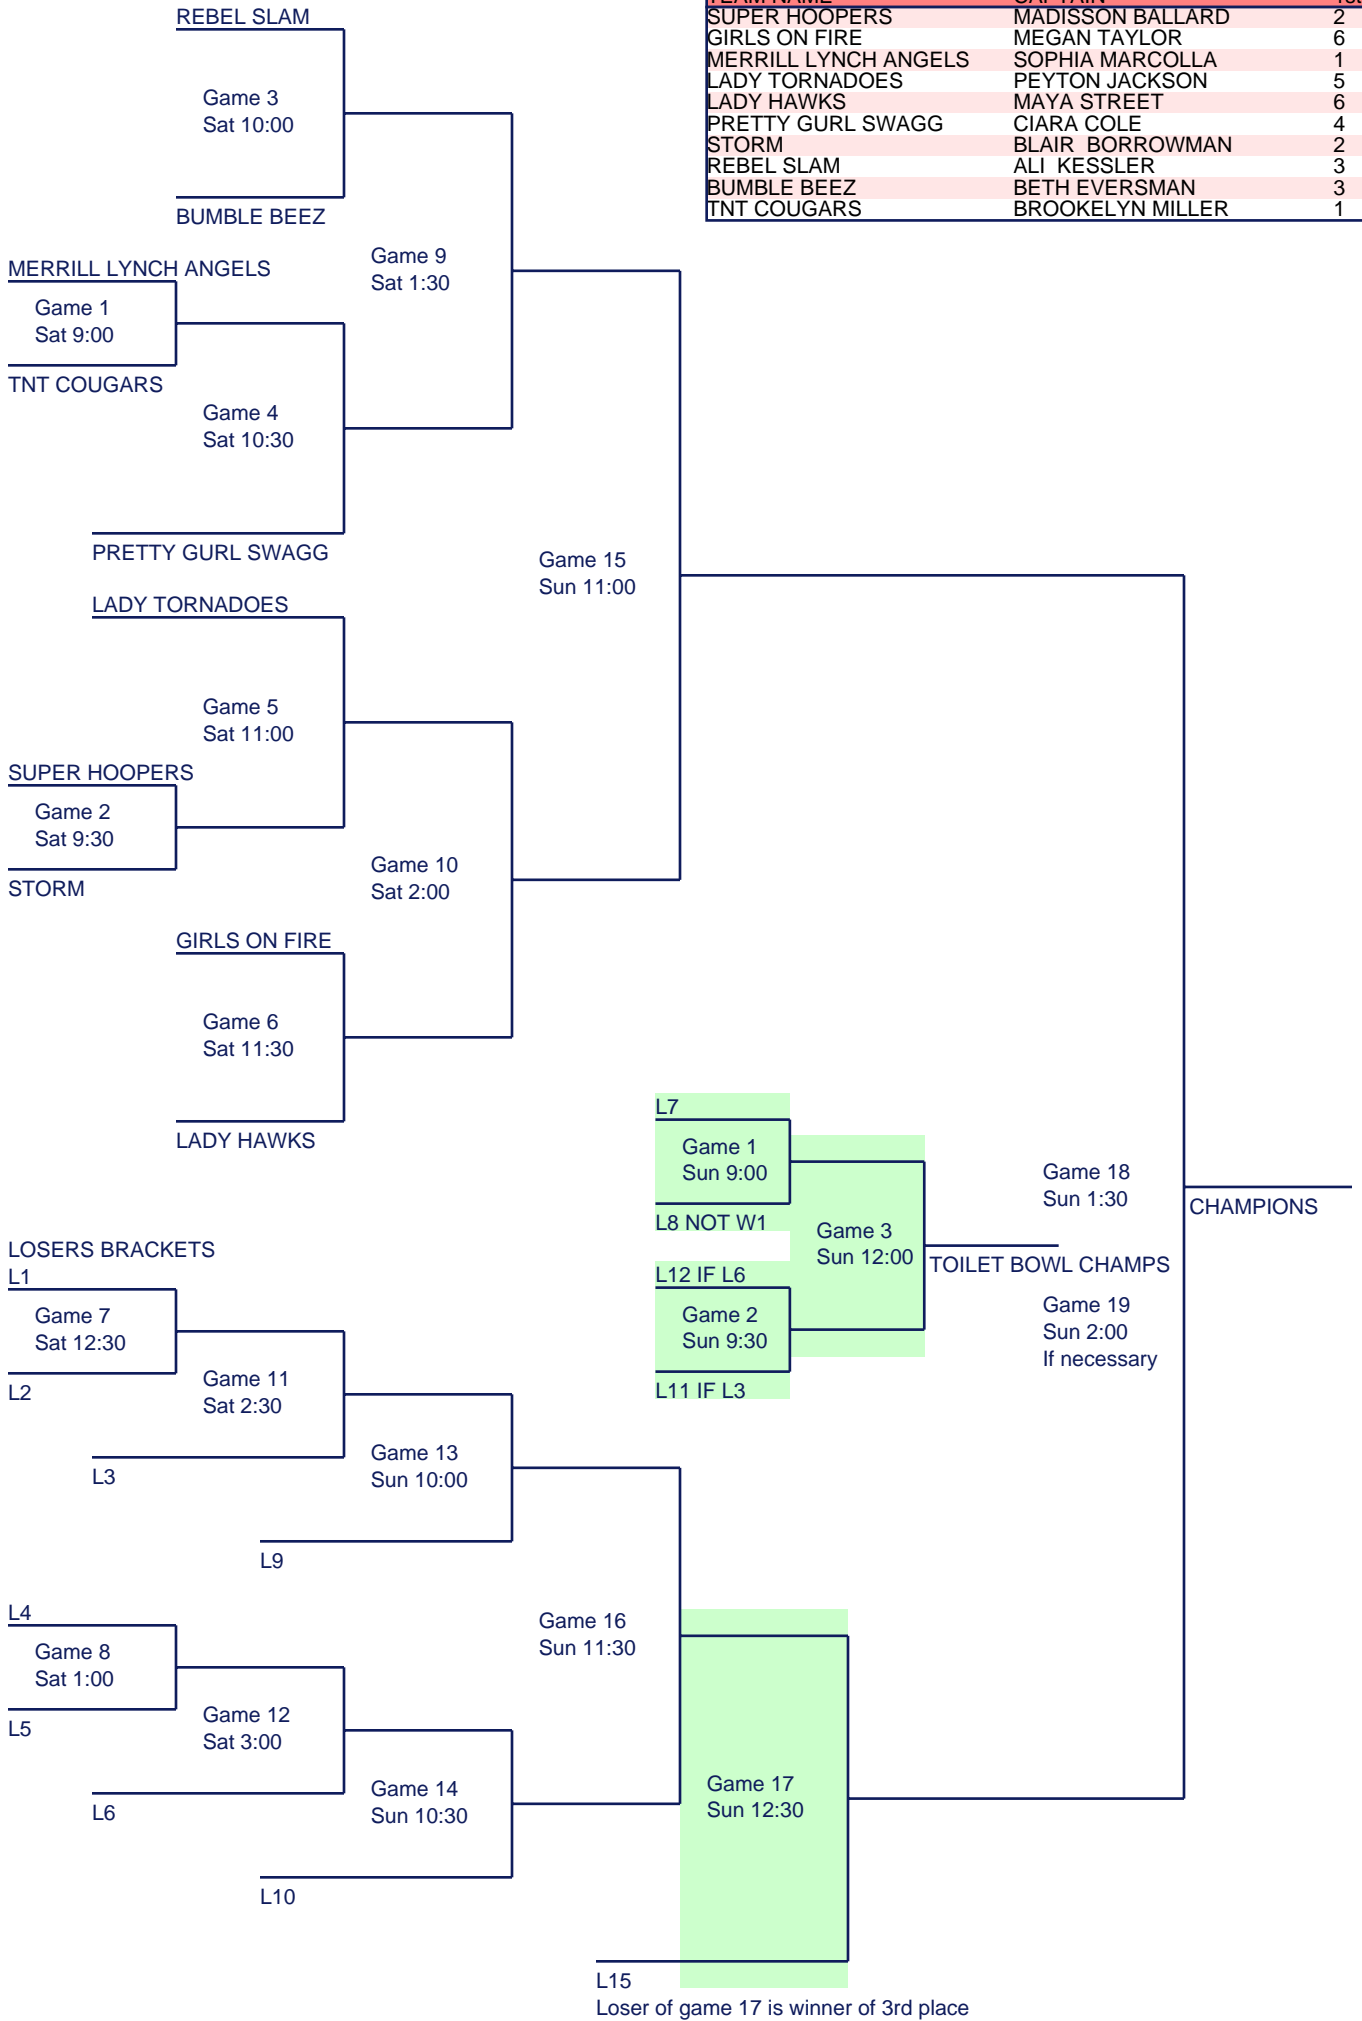 TEAM NAME CAPTAIN 1st
SUPER HOOPERS MADISSON BALLARD 2
GIRLS ON FIRE MEGAN TAYLOR 6
MERRILL LYNCH ANGELS SOPHIA MARCOLLA 1
LADY TORNADOES PEYTON JACKSON 5
LADY HAWKS MAYA STREET 6
PRETTY GURL SWAGG CIARA COLE 4
STORM BLAIR BORROWMAN 2
REBEL SLAM ALI KESSLER 3
BUMBLE BEEZ BETH EVERSMAN 3
TNT COUGARS BROOKELYN MILLER 1
REBEL SLAM
Game 3
Sat 10:00
BUMBLE BEEZ
Game 9
Sat 1:30
MERRILL LYNCH ANGELS
Game 1
Sat 9:00
TNT COUGARS
Game 4
Sat 10:30
PRETTY GURL SWAGG
Game 15
Sun 11:00
LADY TORNADOES
Game 5
Sat 11:00
SUPER HOOPERS
Game 2
Sat 9:30
STORM
Game 10
Sat 2:00
GIRLS ON FIRE
Game 6
Sat 11:30
LADY HAWKS
L7
Game 1
Sun 9:00
L8 NOT W1
Game 3
Sun 12:00
L12 IF L6
Game 2
Sun 9:30
L11 IF L3
TOILET BOWL CHAMPS
Game 18
Sun 1:30
CHAMPIONS
Game 19
Sun 2:00
If necessary
LOSERS BRACKETS
L1
Game 7
Sat 12:30
L2
Game 11
Sat 2:30
L3
Game 13
Sun 10:00
L9
L4
Game 8
Sat 1:00
L5
Game 12
Sat 3:00
L6
Game 14
Sun 10:30
L10
Game 16
Sun 11:30
Game 17
Sun 12:30
L15
Loser of game 17 is winner of 3rd place